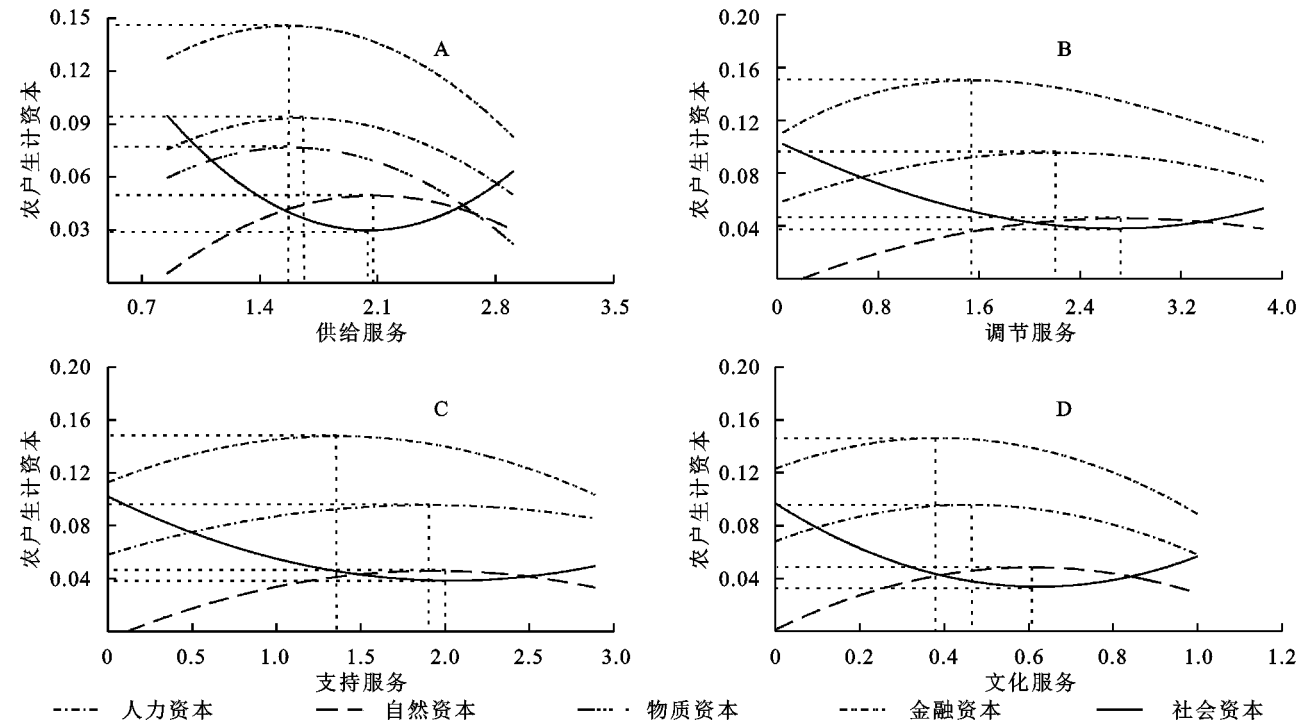 0.15
0.12
0.09
0.06
0.03
农户生计资本
A
0.7 1.4 2.1 2.8 3.5
供给服务
0.20
0.16
0.12
0.08
0.04
农户生计资本
B
0 0.8 1.6 2.4 3.2 4.0
调节服务
0.20
0.16
0.12
0.08
0.04
农户生计资本
C
0 0.5 1.0 1.5 2.0 2.5 3.0
支持服务
0.20
0.16
0.12
0.08
0.04
农户生计资本
D
0 0.2 0.4 0.6 0.8 1.0 1.2
文化服务
人力资本 自然资本 物质资本 金融资本 社会资本